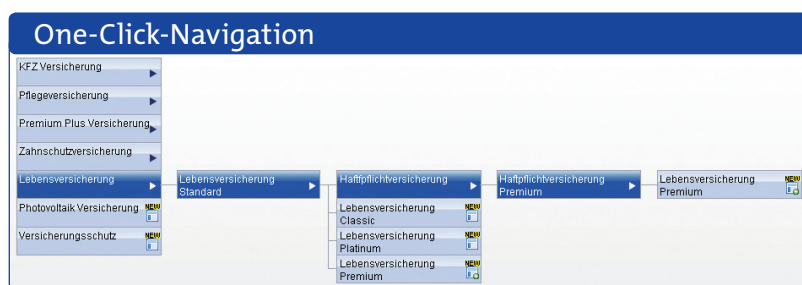 One-Click-Navigation
KFZ Versicherung
Pflegeversicherung
Premium Plus Versicherung
Zahnschutzversicherung
Lebensversicherung
Photovoltaik Versicherung NEW
Versicherungsschutz NEW
Lebensversicherung
Standard
Haftpflichtversicherung
Lebensversicherung NEW
Classic
Lebensversicherung NEW
Platinum
Lebensversicherung NEW
Premium
Haftpflichtversicherung
Premium
Lebensversicherung NEW
Premium